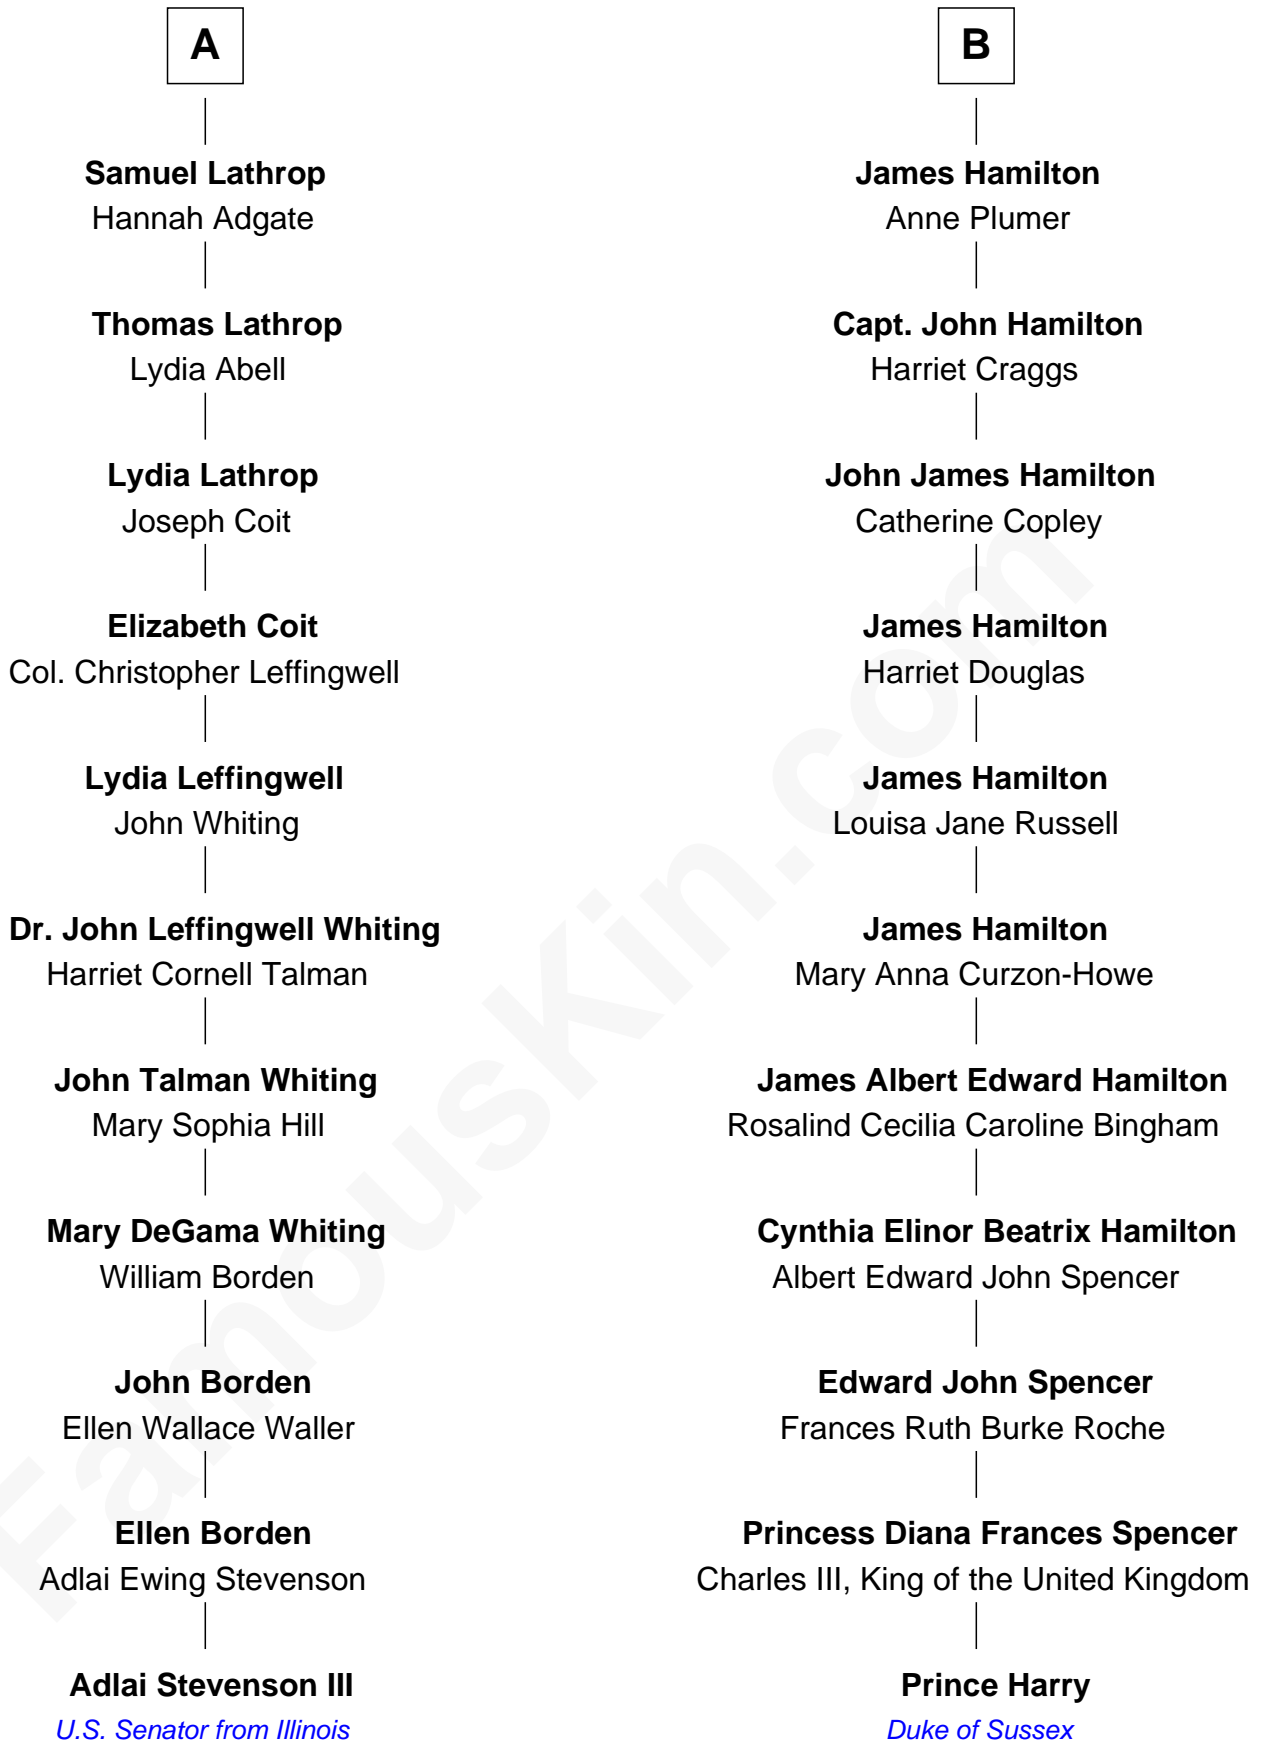 A
Samuel Lathrop
Hannah Adgate
Thomas Lathrop
Lydia Abell
Lydia Lathrop
Joseph Coit
Elizabeth Coit
Col. Christopher Leffingwell
Lydia Leffingwell
John Whiting
Dr. John Leffingwell Whiting
Harriet Cornell Talman
John Talman Whiting
Mary Sophia Hill
Mary DeGama Whiting
William Borden
John Borden
Ellen Wallace Waller
Ellen Borden
Adlai Ewing Stevenson
Adlai Stevenson III
U.S. Senator from Illinois
B
James Hamilton
Anne Plumer
Capt. John Hamilton
Harriet Craggs
John James Hamilton
Catherine Copley
James Hamilton
Harriet Douglas
James Hamilton
Louisa Jane Russell
James Hamilton
Mary Anna Curzon-Howe
James Albert Edward Hamilton
Rosalind Cecilia Caroline Bingham
Cynthia Elinor Beatrix Hamilton
Albert Edward John Spencer
Edward John Spencer
Frances Ruth Burke Roche
Princess Diana Frances Spencer
Charles III, King of the United Kingdom
Prince Harry
Duke of Sussex
FamousKin.com